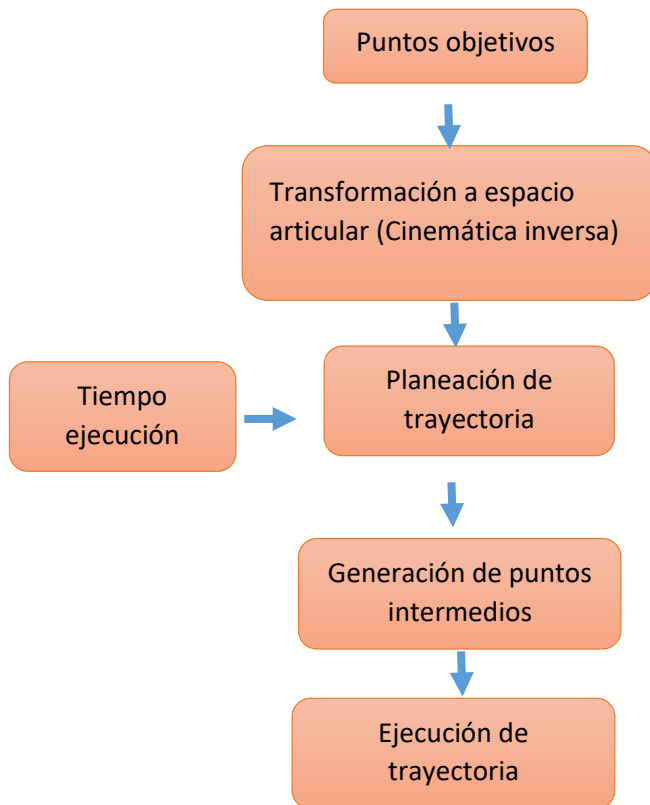 Puntos objetivos
Transformación a espacio
articular (Cinemática inversa)
Tiempo
ejecución
Planeación de
trayectoria
Generación de puntos
intermedios
Ejecución de
trayectoria